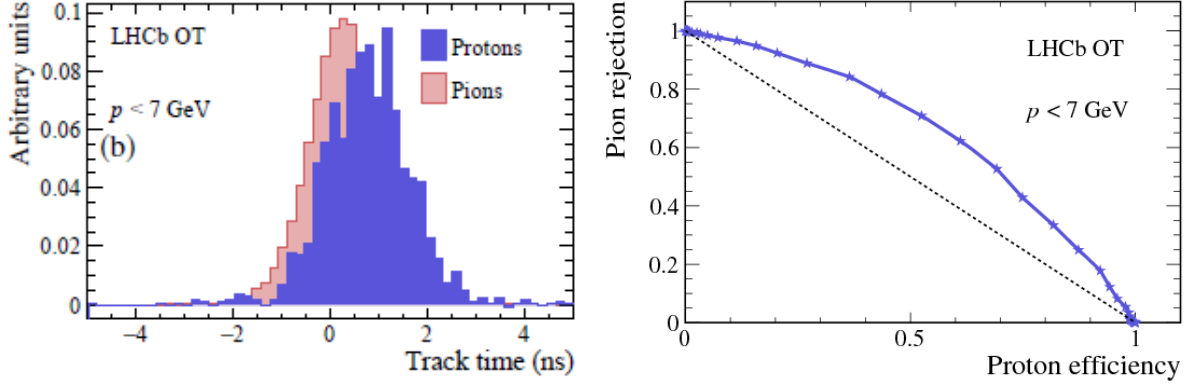 Arbitrary units
0.1
0.08
0.06
0.04
0.02
0
LHCb OT
p < 7 GeV
(b)
Protons
Pions
−4
−2
0
2
4
Track time (ns)
Pion rejection
1
0.8
0.6
0.4
0.2
0
LHCb OT
p < 7 GeV
0
0.5
1
Proton efficiency